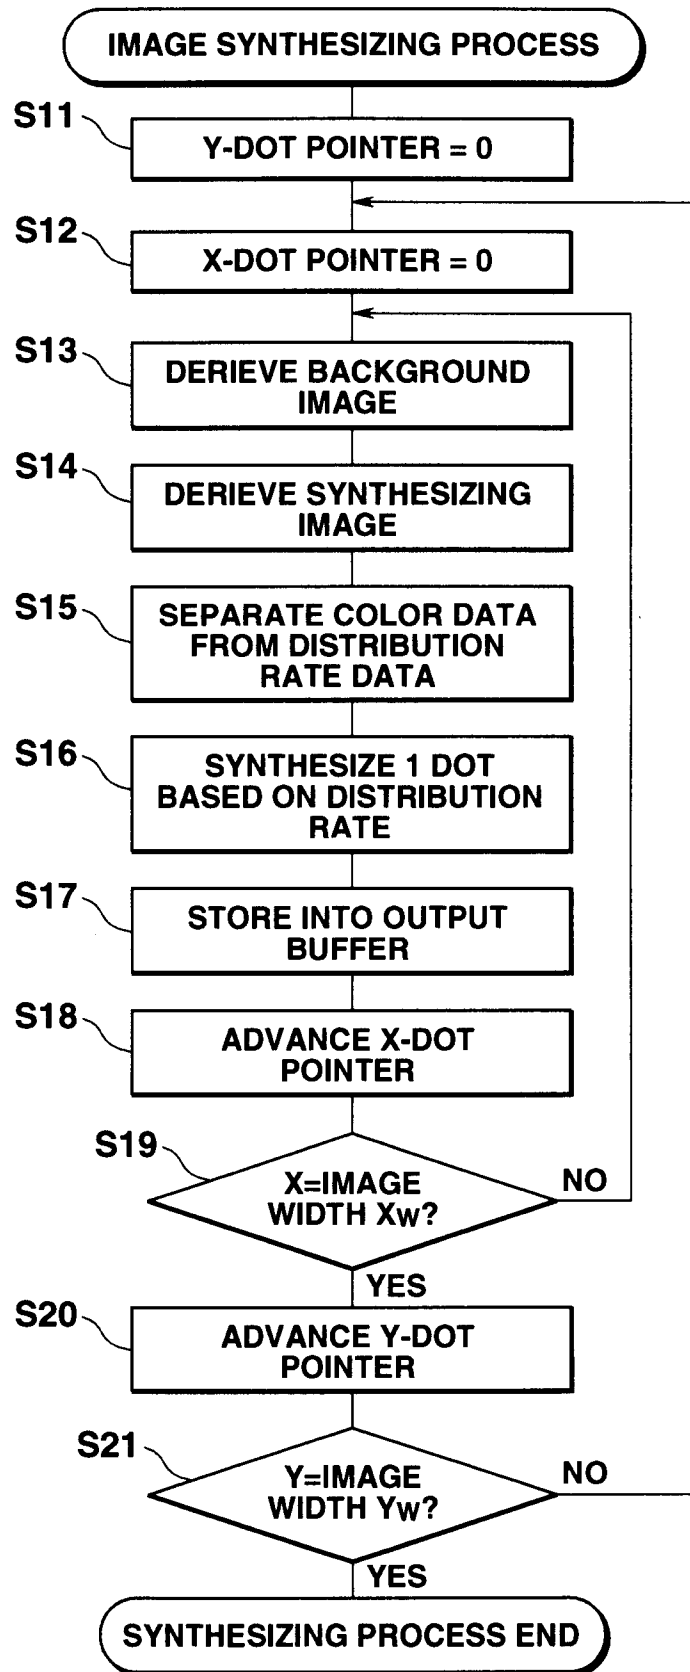 IMAGE SYNTHESIZING PROCESS
S11
Y-DOT POINTER = 0
S12
X-DOT POINTER = 0
S13
DERIEVE BACKGROUND
IMAGE
S14
DERIEVE SYNTHESIZING
IMAGE
S15
SEPARATE COLOR DATA
FROM DISTRIBUTION
RATE DATA
S16
SYNTHESIZE 1 DOT
BASED ON DISTRIBUTION
RATE
S17
STORE INTO OUTPUT
BUFFER
S18
ADVANCE X-DOT
POINTER
S19
X=IMAGE
WIDTH XW?
NO
YES
S20
ADVANCE Y-DOT
POINTER
S21
Y=IMAGE
WIDTH YW?
NO
YES
SYNTHESIZING PROCESS END